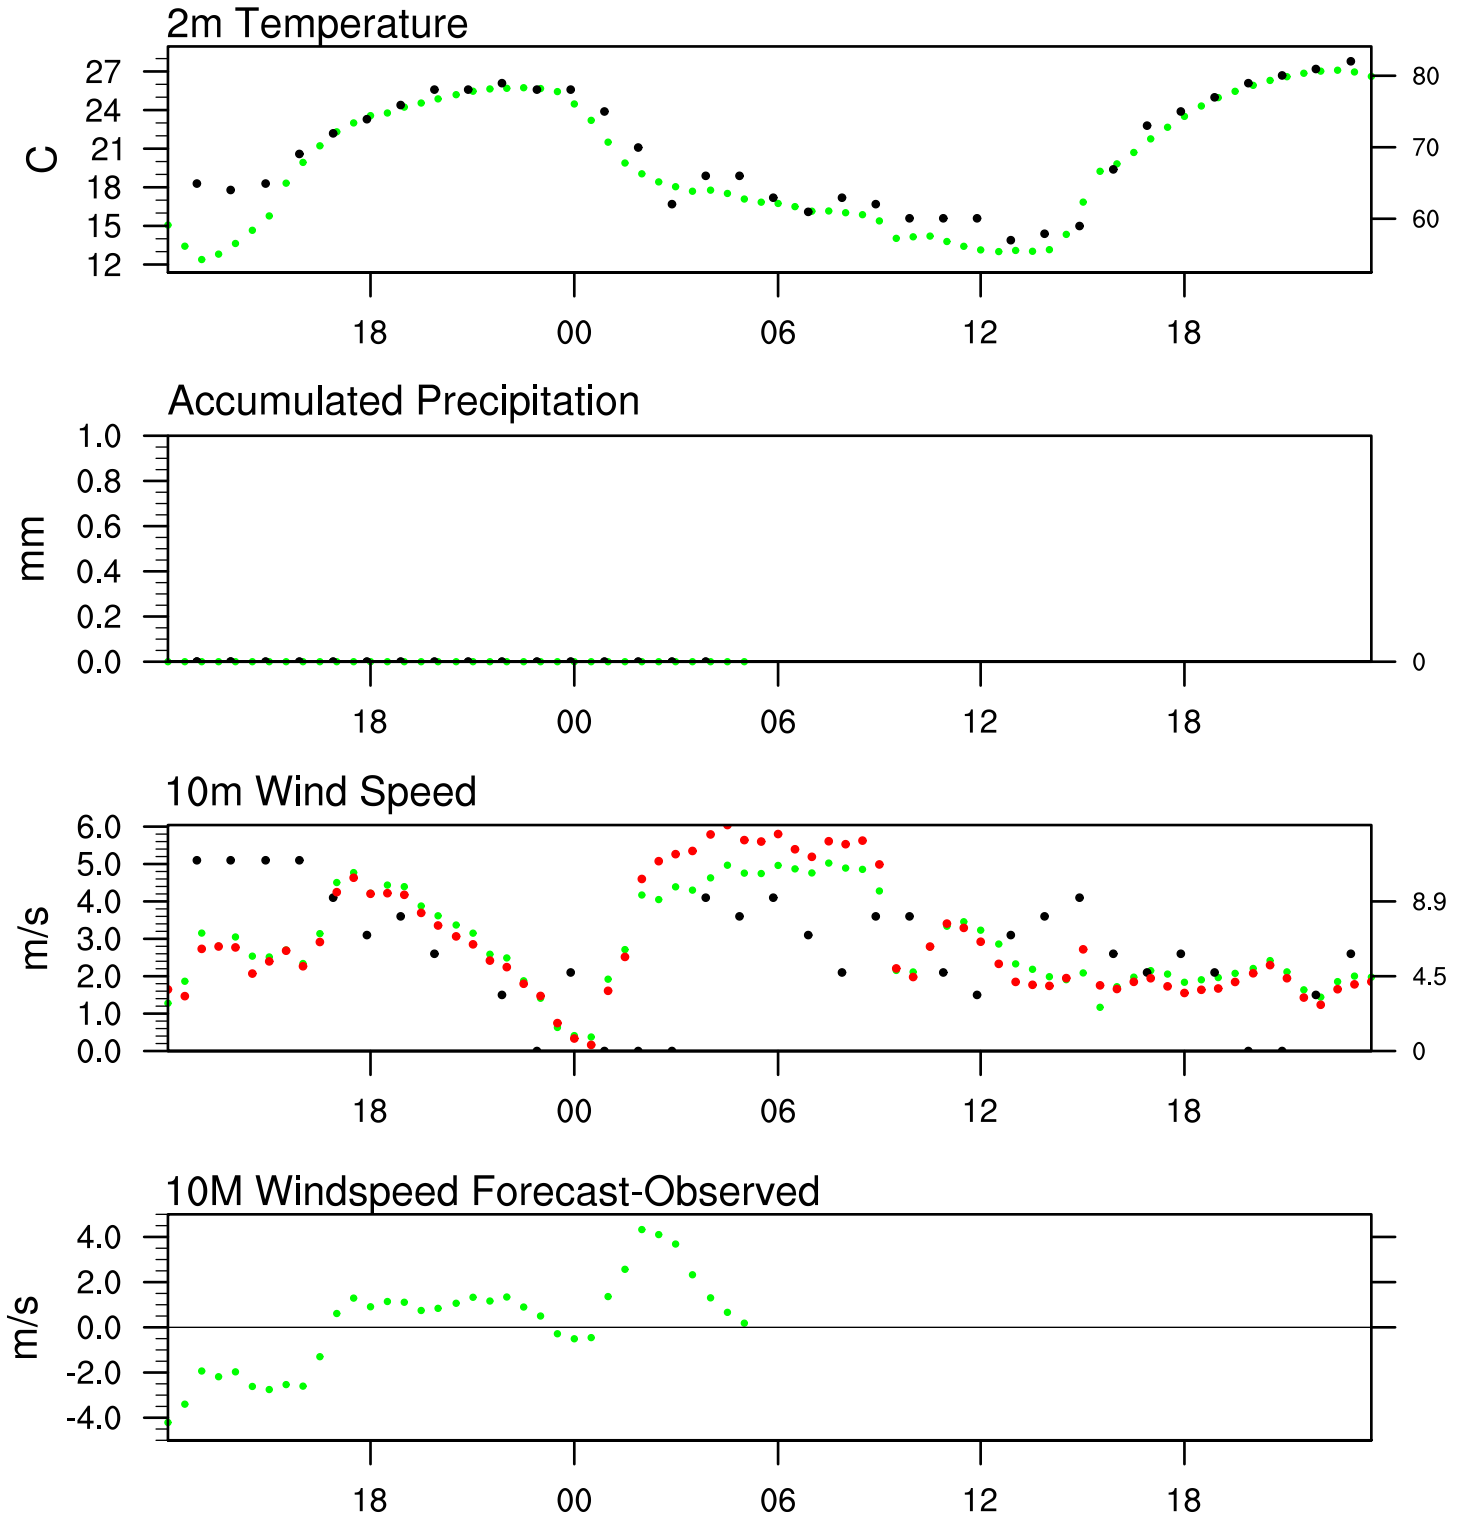 2m Temperature
27
80
24
21
70
C
18
15
60
12
18 00 06 12 18
Accumulated Precipitation
1.0
0.8
0.6
mm
0.4
0.2
0.0
0
18 00 06 12 18
10m Wind Speed
6.0
5.0
4.0
8.9
m/s
3.0
2.0
4.5
1.0
0.0
0
18 00 06 12 18
10M Windspeed Forecast-Observed
4.0
2.0
0.0
m/s
-2.0
-4.0
18 00 06 12 18